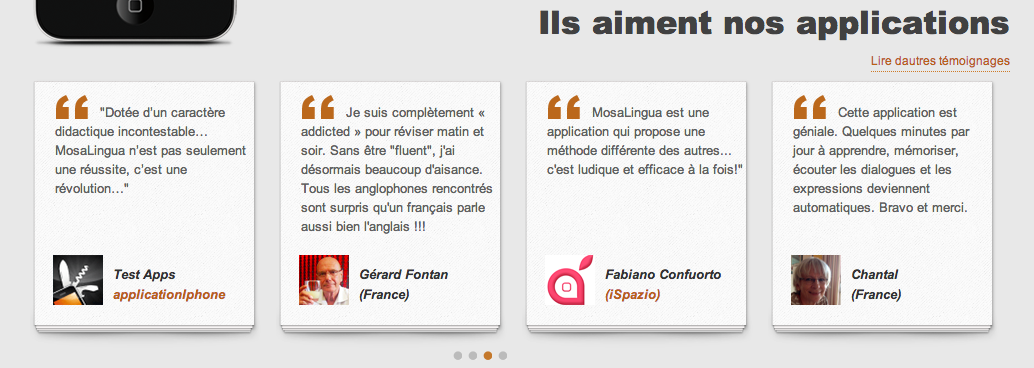 Ils aiment nos applications
Lire dautres témoignages
"Dotée d'un caractère
didactique incontestable...
MosaLingua n'est pas seulement
une réussite, c'est une
révolution..."
Test Apps
applicationIphone
Je suis complètement «
addicted » pour réviser matin et
soir. Sans être "fluent", j'ai
désormais beaucoup d'aisance.
Tous les anglophones rencontrés
sont surpris qu'un français parle
aussi bien l'anglais !!!
Gérard Fontan
(France)
MosaLingua est une
application qui propose une
méthode différente des autres...
c'est ludique et efficace à la fois!"
Fabiano Confuorto
(iSpazio)
Cette application est
géniale. Quelques minutes par
jour à apprendre, mémoriser,
écouter les dialogues et les
expressions deviennent
automatiques. Bravo et merci.
Chantal
(France)